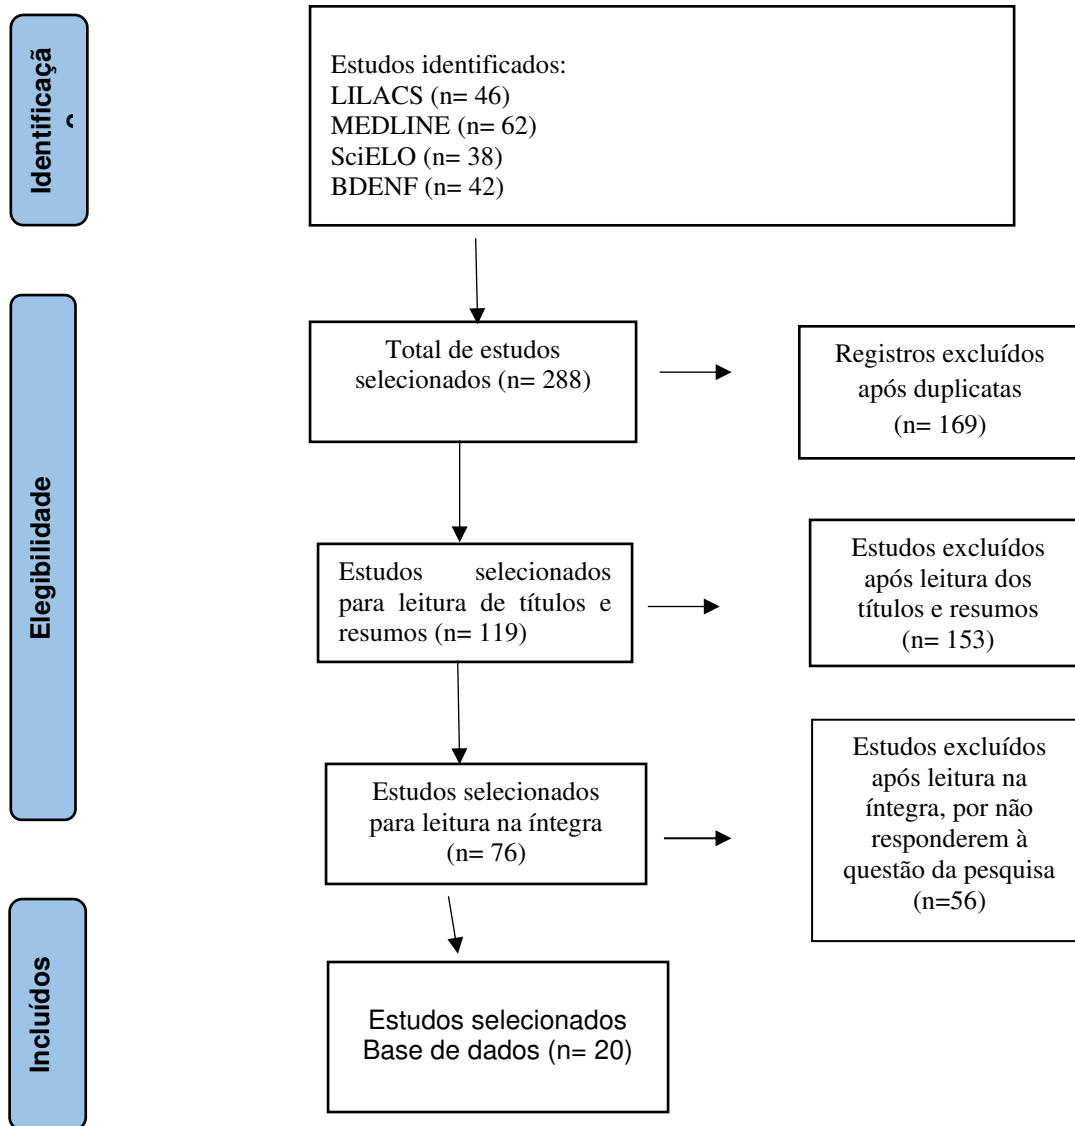 Identificaçã
o
Estudos identificados:
LILACS (n= 46)
MEDLINE (n= 62)
SciELO (n= 38)
BDENF (n= 42)
Elegibilidade
Total de estudos
selecionados (n= 288)
Registros excluídos
após duplicatas
(n= 169)
Estudos selecionados
para leitura de títulos e
resumos (n= 119)
Estudos excluídos
após leitura dos
títulos e resumos
(n= 153)
Estudos selecionados
para leitura na íntegra
(n= 76)
Estudos excluídos
após leitura na
íntegra, por não
responderem à
questão da pesquisa
(n=56)
Incluídos
Estudos selecionados
Base de dados (n= 20)